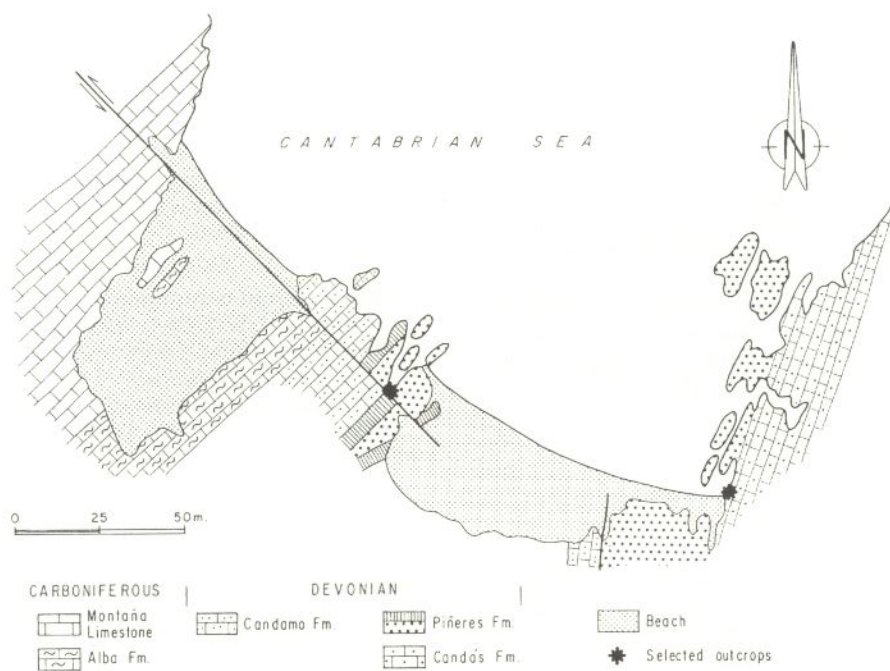 CANTABRIAN SEA
N
0 25 50 m.
CARBONIFEROUS
DEVONIAN
Montaña
Limestone
Alba Fm.
Candamo Fm.
Piñeres Fm.
Candás Fm.
Beach
Selected outcrops